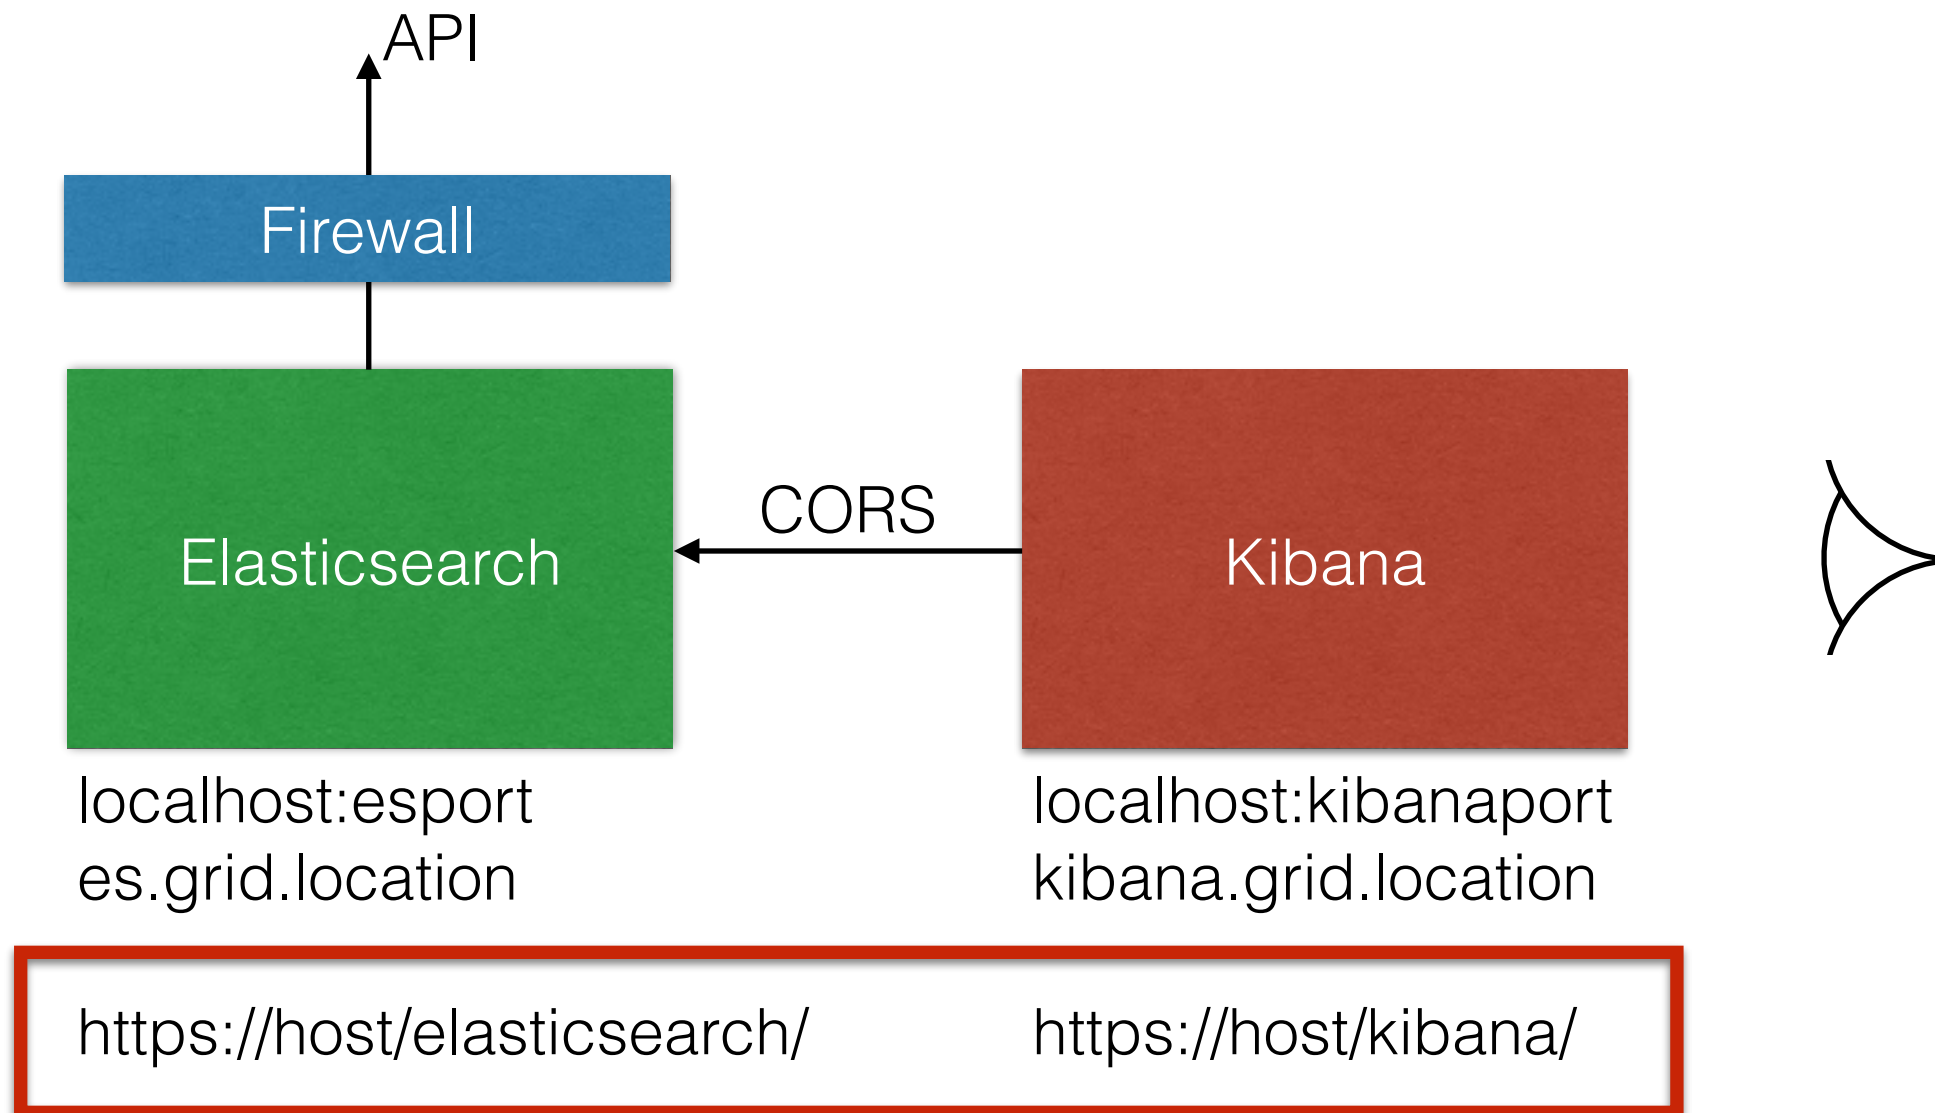 API
Firewall
Elasticsearch
CORS
Kibana
localhost:esport
es.grid.location
localhost:kibanaport
kibana.grid.location
https://host/elasticsearch/
https://host/kibana/